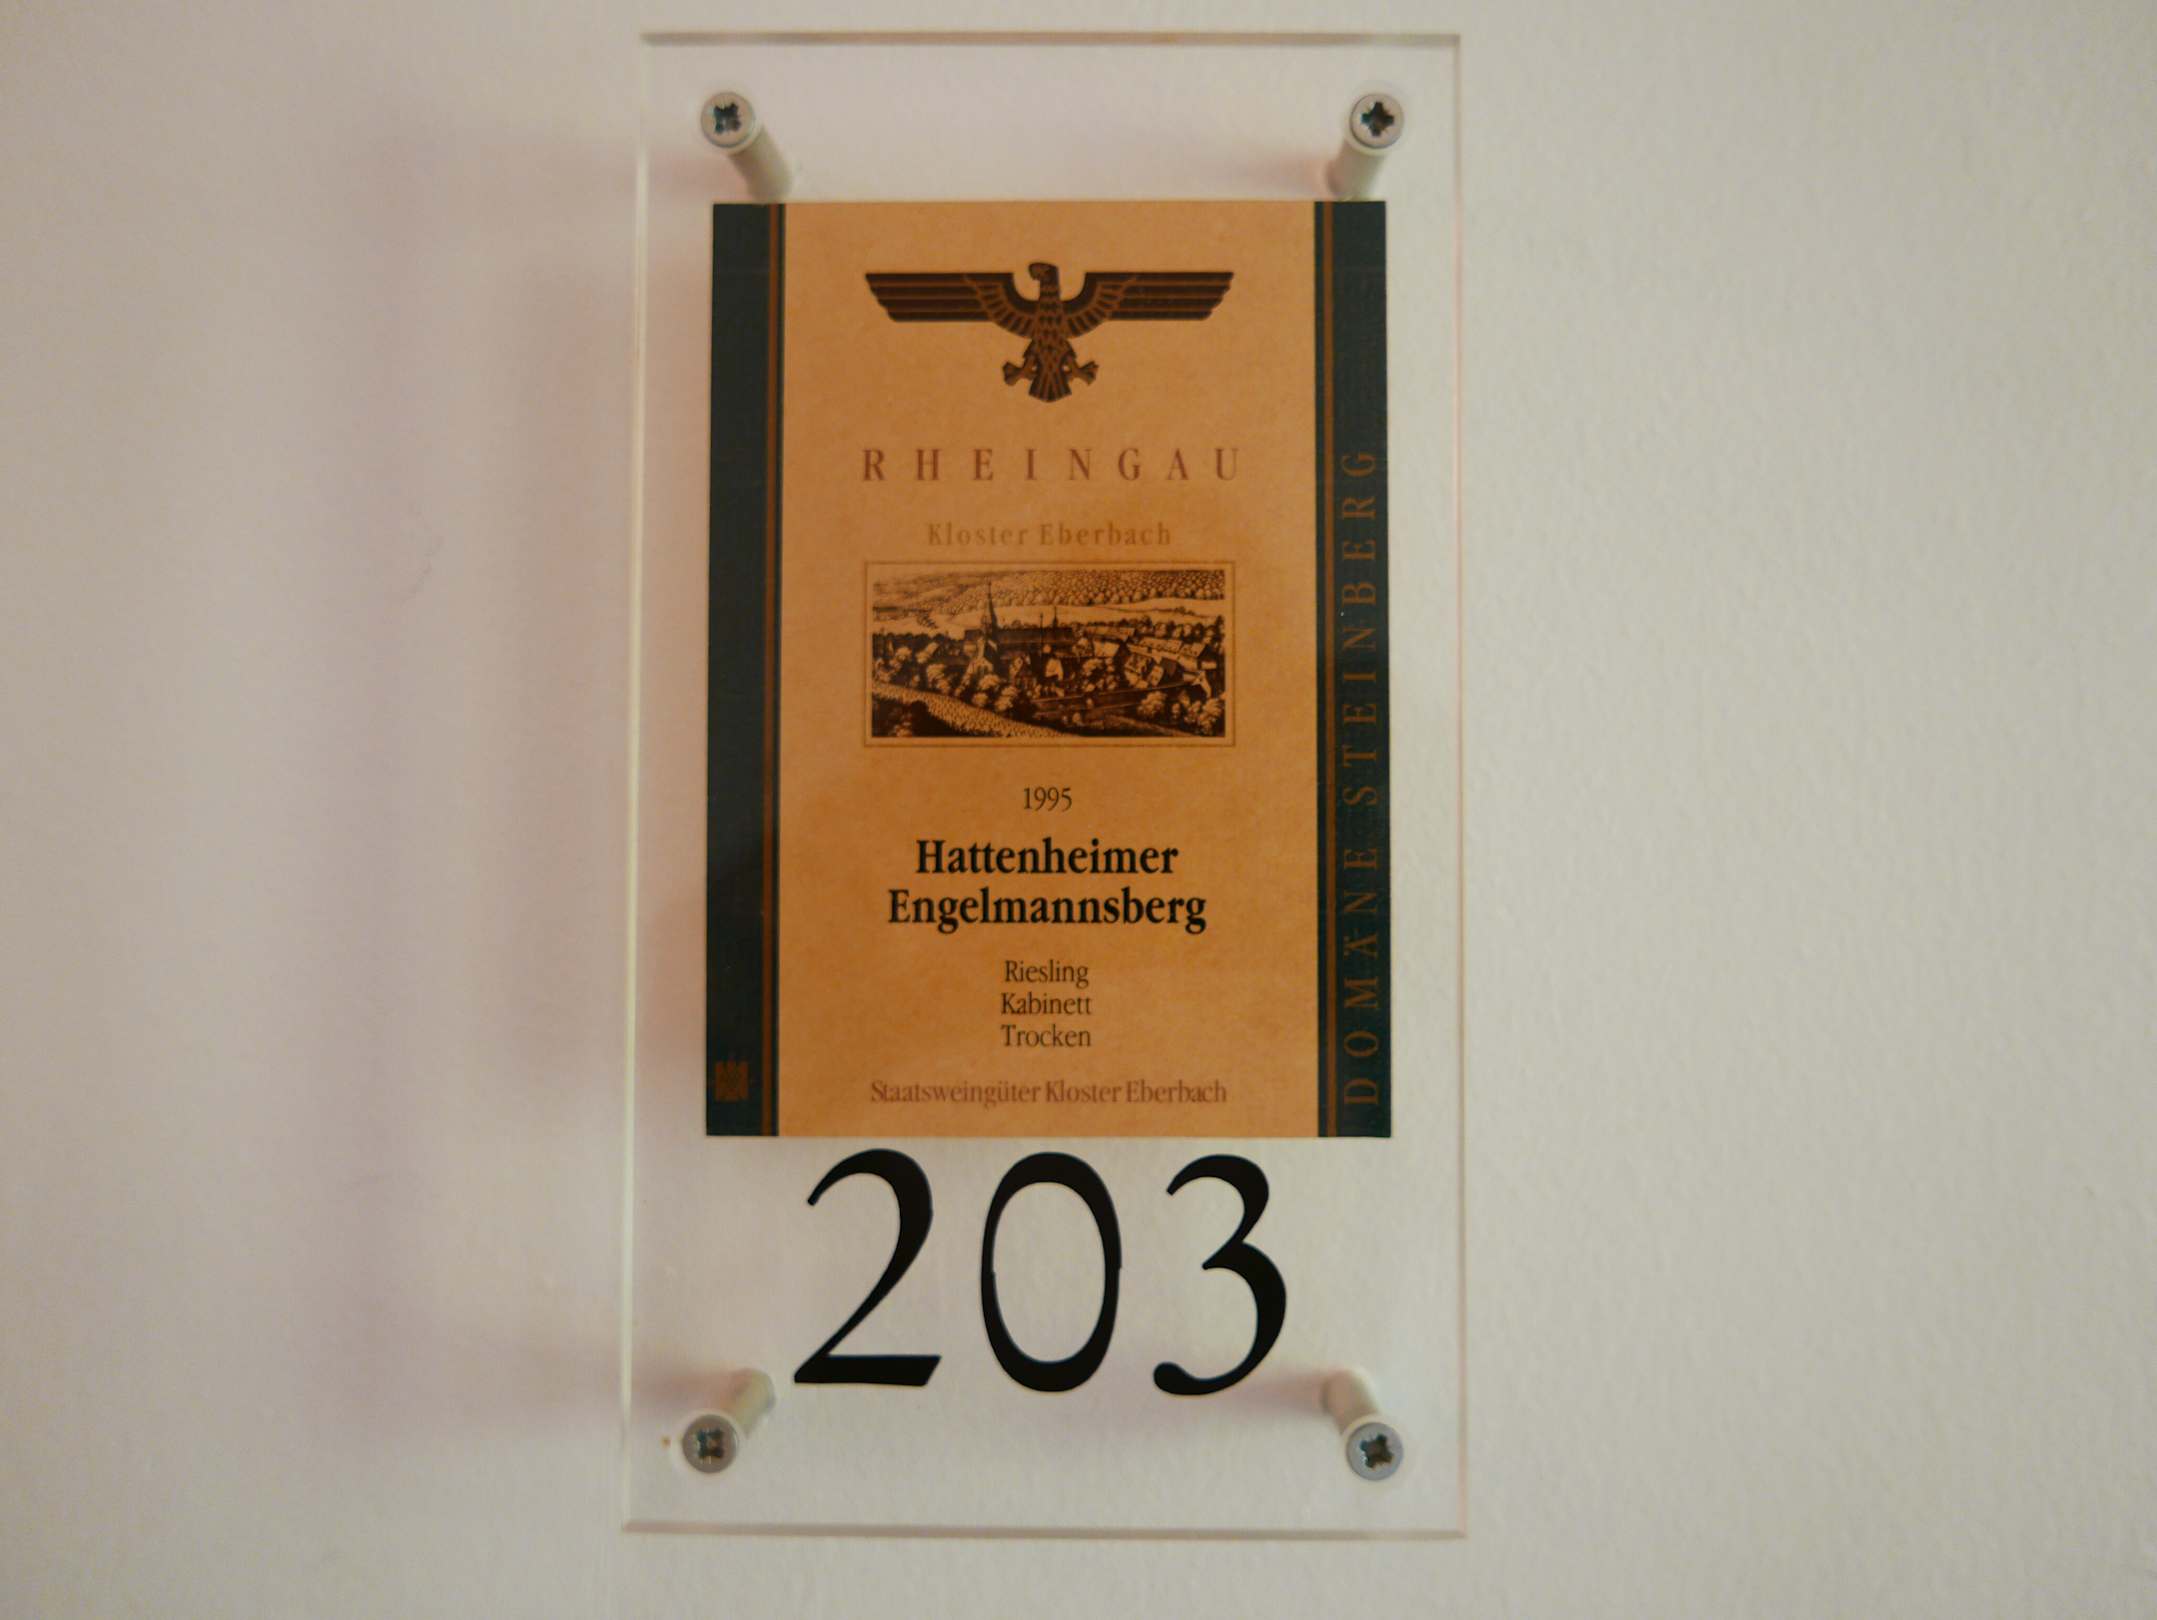 RHEINGAU
Kloster Eberbach
1995
Hattenheimer
Engelmannsberg
Riesling
Kabinett
Trocken
Staatsweingüter Kloster Eberbach
DOMÄNE STEINBERG
203